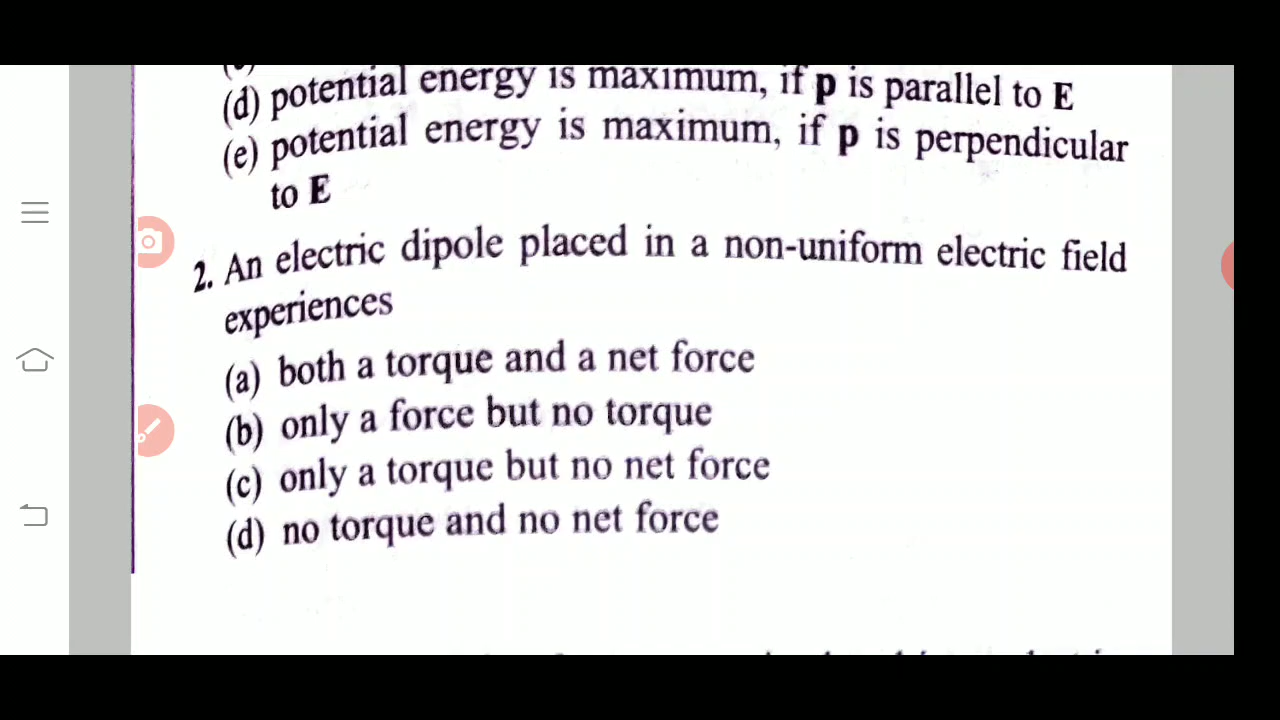 (d) potential energy is maximum, if p is parallel to E
(e) potential energy is maximum, if p is perpendicular
to E
2. An electric dipole placed in a non-uniform electric field
experiences
(a) both a torque and a net force
(b) only a force but no torque
(c) only a torque but no net force
(d) no torque and no net force